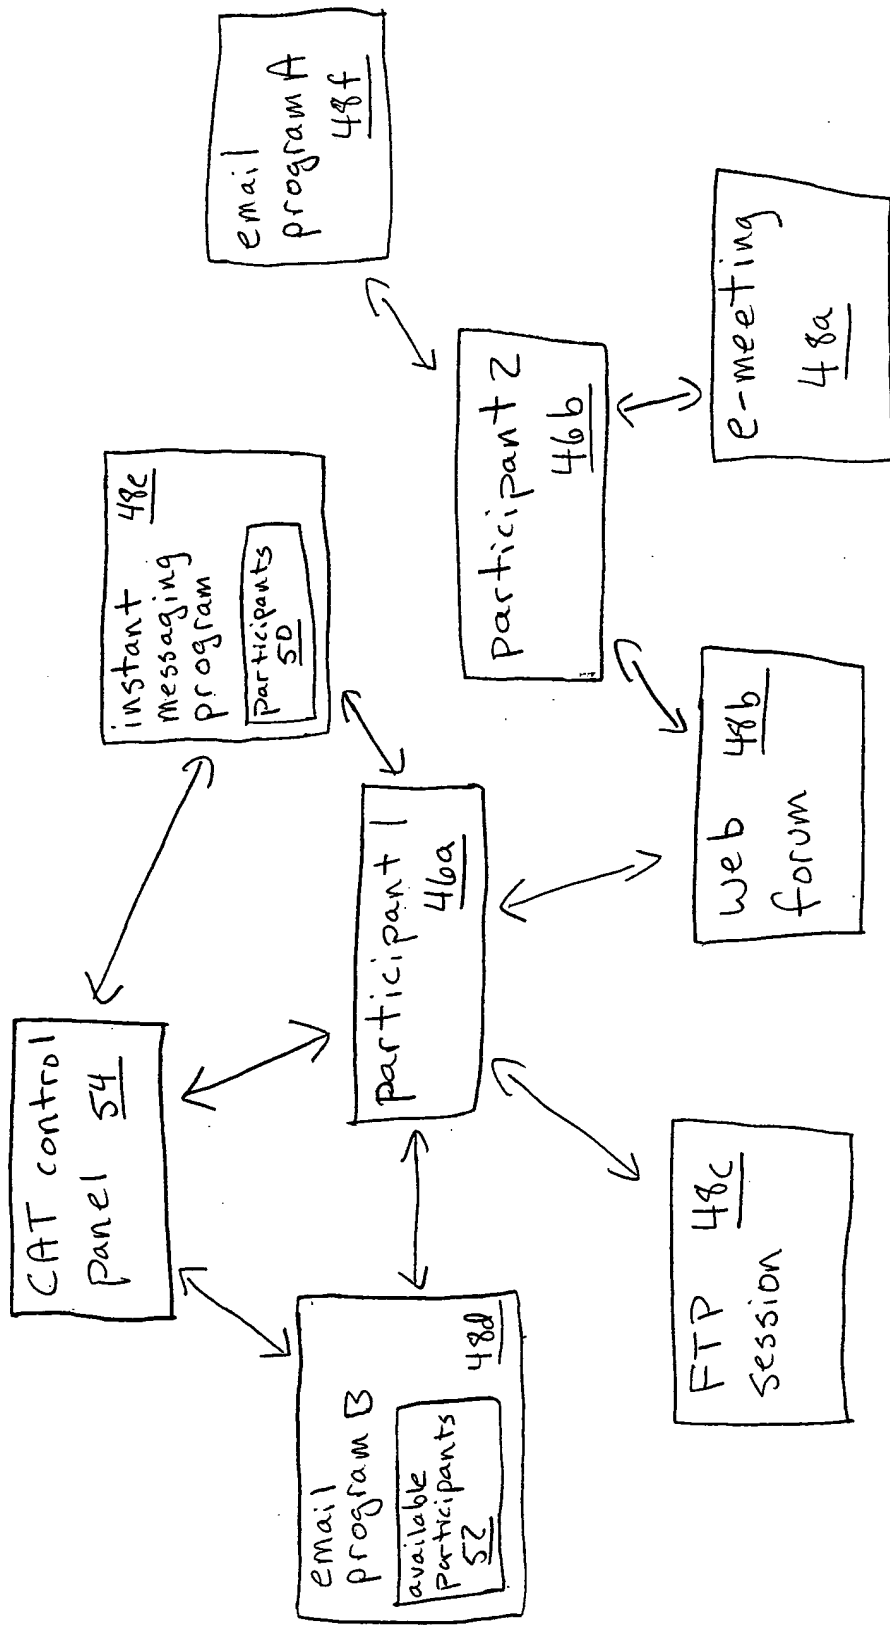 CAT control
panel 54
instant 48e
messaging
program
participants
50
email
program A
48f
email
program B
48d
available
participants
52
participant 1
46a
participant 2
46b
FTP 48c
session
web 48b
forum
e-meeting
48a